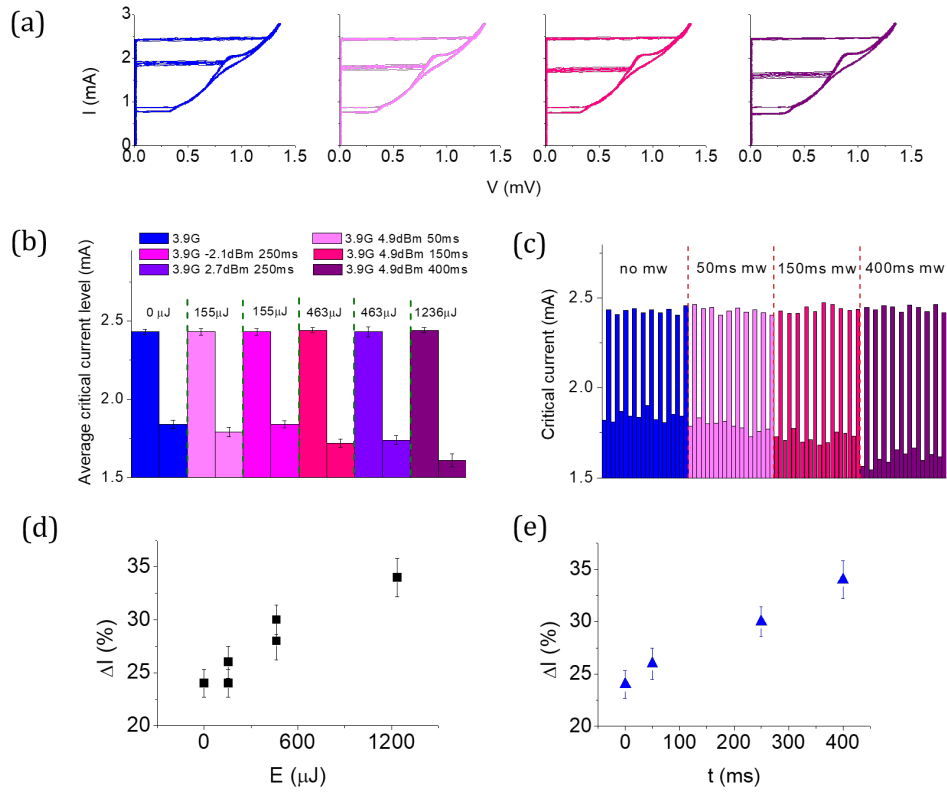 (a)
I (mA)
3
2
1
0
0.0 0.5 1.0 1.5 0.0 0.5 1.0 1.5 0.0 0.5 1.0 1.5 0.0 0.5 1.0 1.5
V (mV)
(b)
3.9G
3.9G 4.9dBm 50ms
3.9G -2.1dBm 250ms
3.9G 4.9dBm 150ms
3.9G 2.7dBm 250ms
3.9G 4.9dBm 400ms
Average critical current level (mA)
0 μJ 155μJ 155μJ 463μJ 463μJ 1236μJ
2.5
2.0
1.5
(c)
no mw 50ms mw 150ms mw 400ms mw
Critical current (mA)
2.5
2.0
1.5
(d)
ΔI (%)
35
30
25
20
0 600 1200
E (μJ)
(e)
ΔI (%)
35
30
25
20
0 100 200 300 400
t (ms)